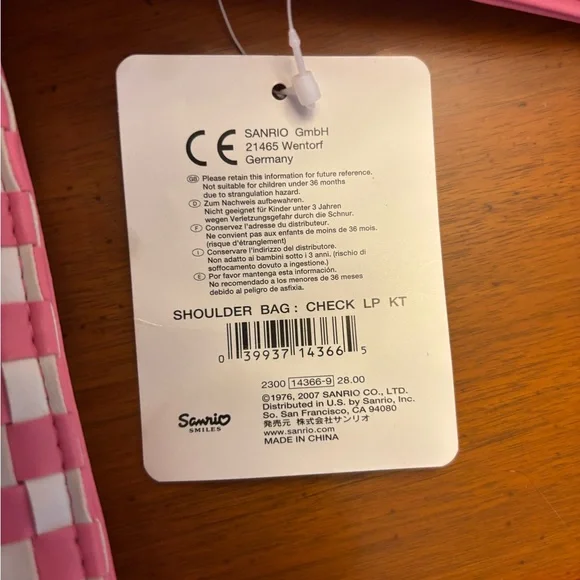 CE
SANRIO GmbH
21465 Wentorf
Germany
GB Please retain this information for future reference.
Not suitable for children under 36 months
due to strangulation hazard.
D Zum Nachweis aufbewahren.
Nicht geeignet für Kinder unter 3 Jahren
wegen Verletzungsgefahr durch die Schnur.
F Conservez l'adresse du distributeur.
Ne convient pas aux enfants de moins de 36 mois.
(risque d'étranglement)
I Conservare l'indirizzo del distributore.
Non adatto ai bambini sotto i 3 anni. (rischio di
soffocamento dovuto a ingestione.)
E Por favor mantenga esta información.
No recomendado a los menores de 36 meses
debido al peligro de asfixia.
SHOULDER BAG: CHECK LP KT
0 39937 14366 5
2300 14366-9 28.00
©1976, 2007 SANRIO CO., LTD.
Distributed in U.S. by Sanrio, Inc.
So. San Francisco, CA 94080
発売元 株式会社サンリオ
www.sanrio.com
MADE IN CHINA
Sanrio
SMILES